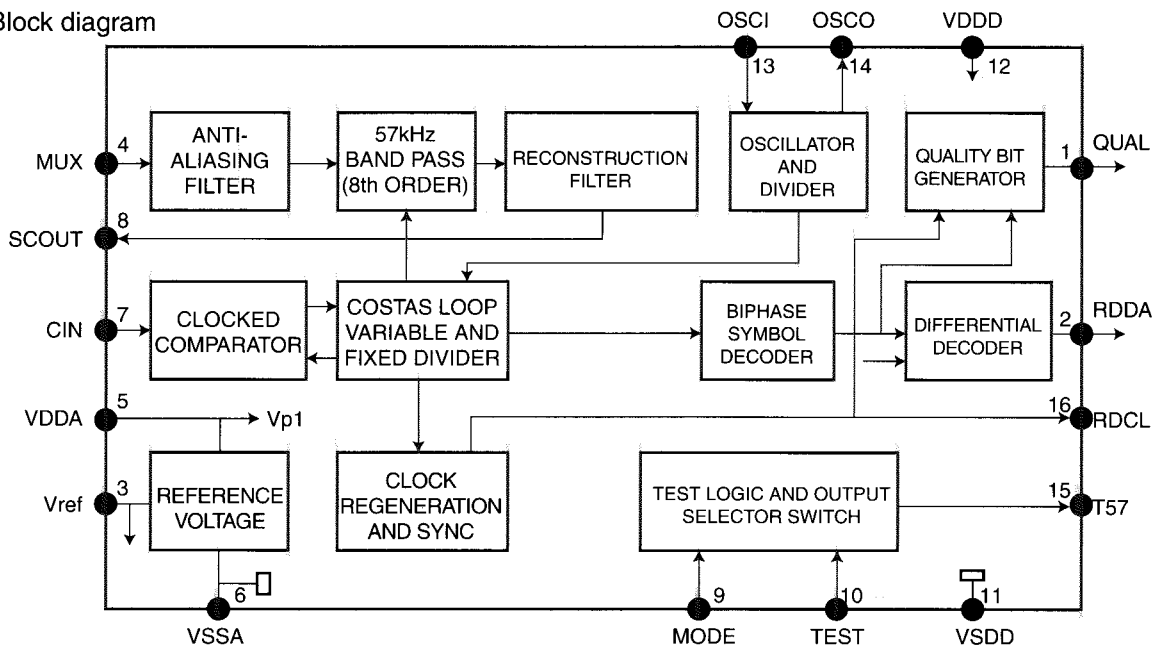 Block diagram
OSCI
OSCO
VDDD
13
14
12
MUX
4
ANTI-
ALIASING
FILTER
57kHz
BAND PASS
(8th ORDER)
RECONSTRUCTION
FILTER
OSCILLATOR
AND
DIVIDER
QUALITY BIT
GENERATOR
1
QUAL
SCOUT
8
CIN
7
CLOCKED
COMPARATOR
COSTAS LOOP
VARIABLE AND
FIXED DIVIDER
BIPHASE
SYMBOL
DECODER
DIFFERENTIAL
DECODER
2
RDDA
VDDA
5
Vp1
16
RDCL
Vref
3
REFERENCE
VOLTAGE
CLOCK
REGENERATION
AND SYNC
TEST LOGIC AND OUTPUT
SELECTOR SWITCH
15
T57
6
9
10
11
VSSA
MODE
TEST
VSDD